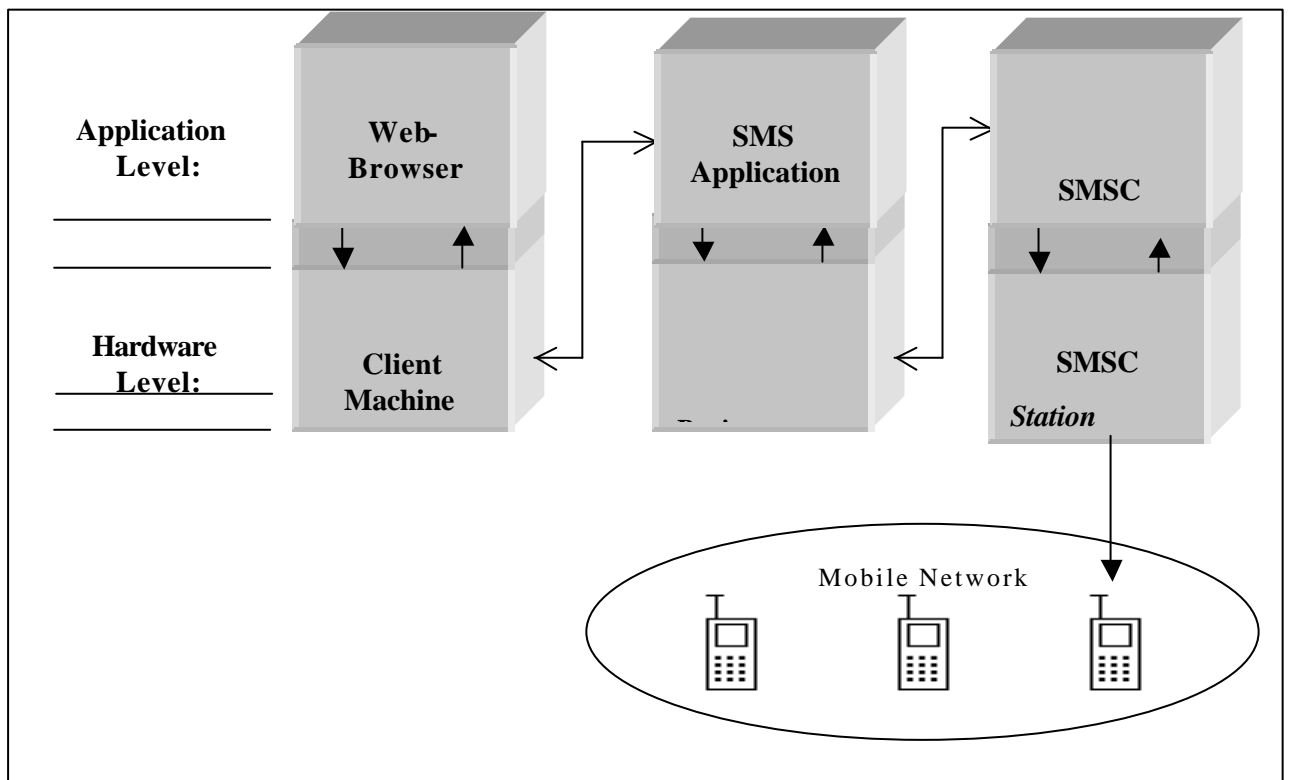 Application
Level:
Web-
Browser
SMS
Application
SMSC
Hardware
Level:
Client
Machine
SMSC
Station
Mobile Network